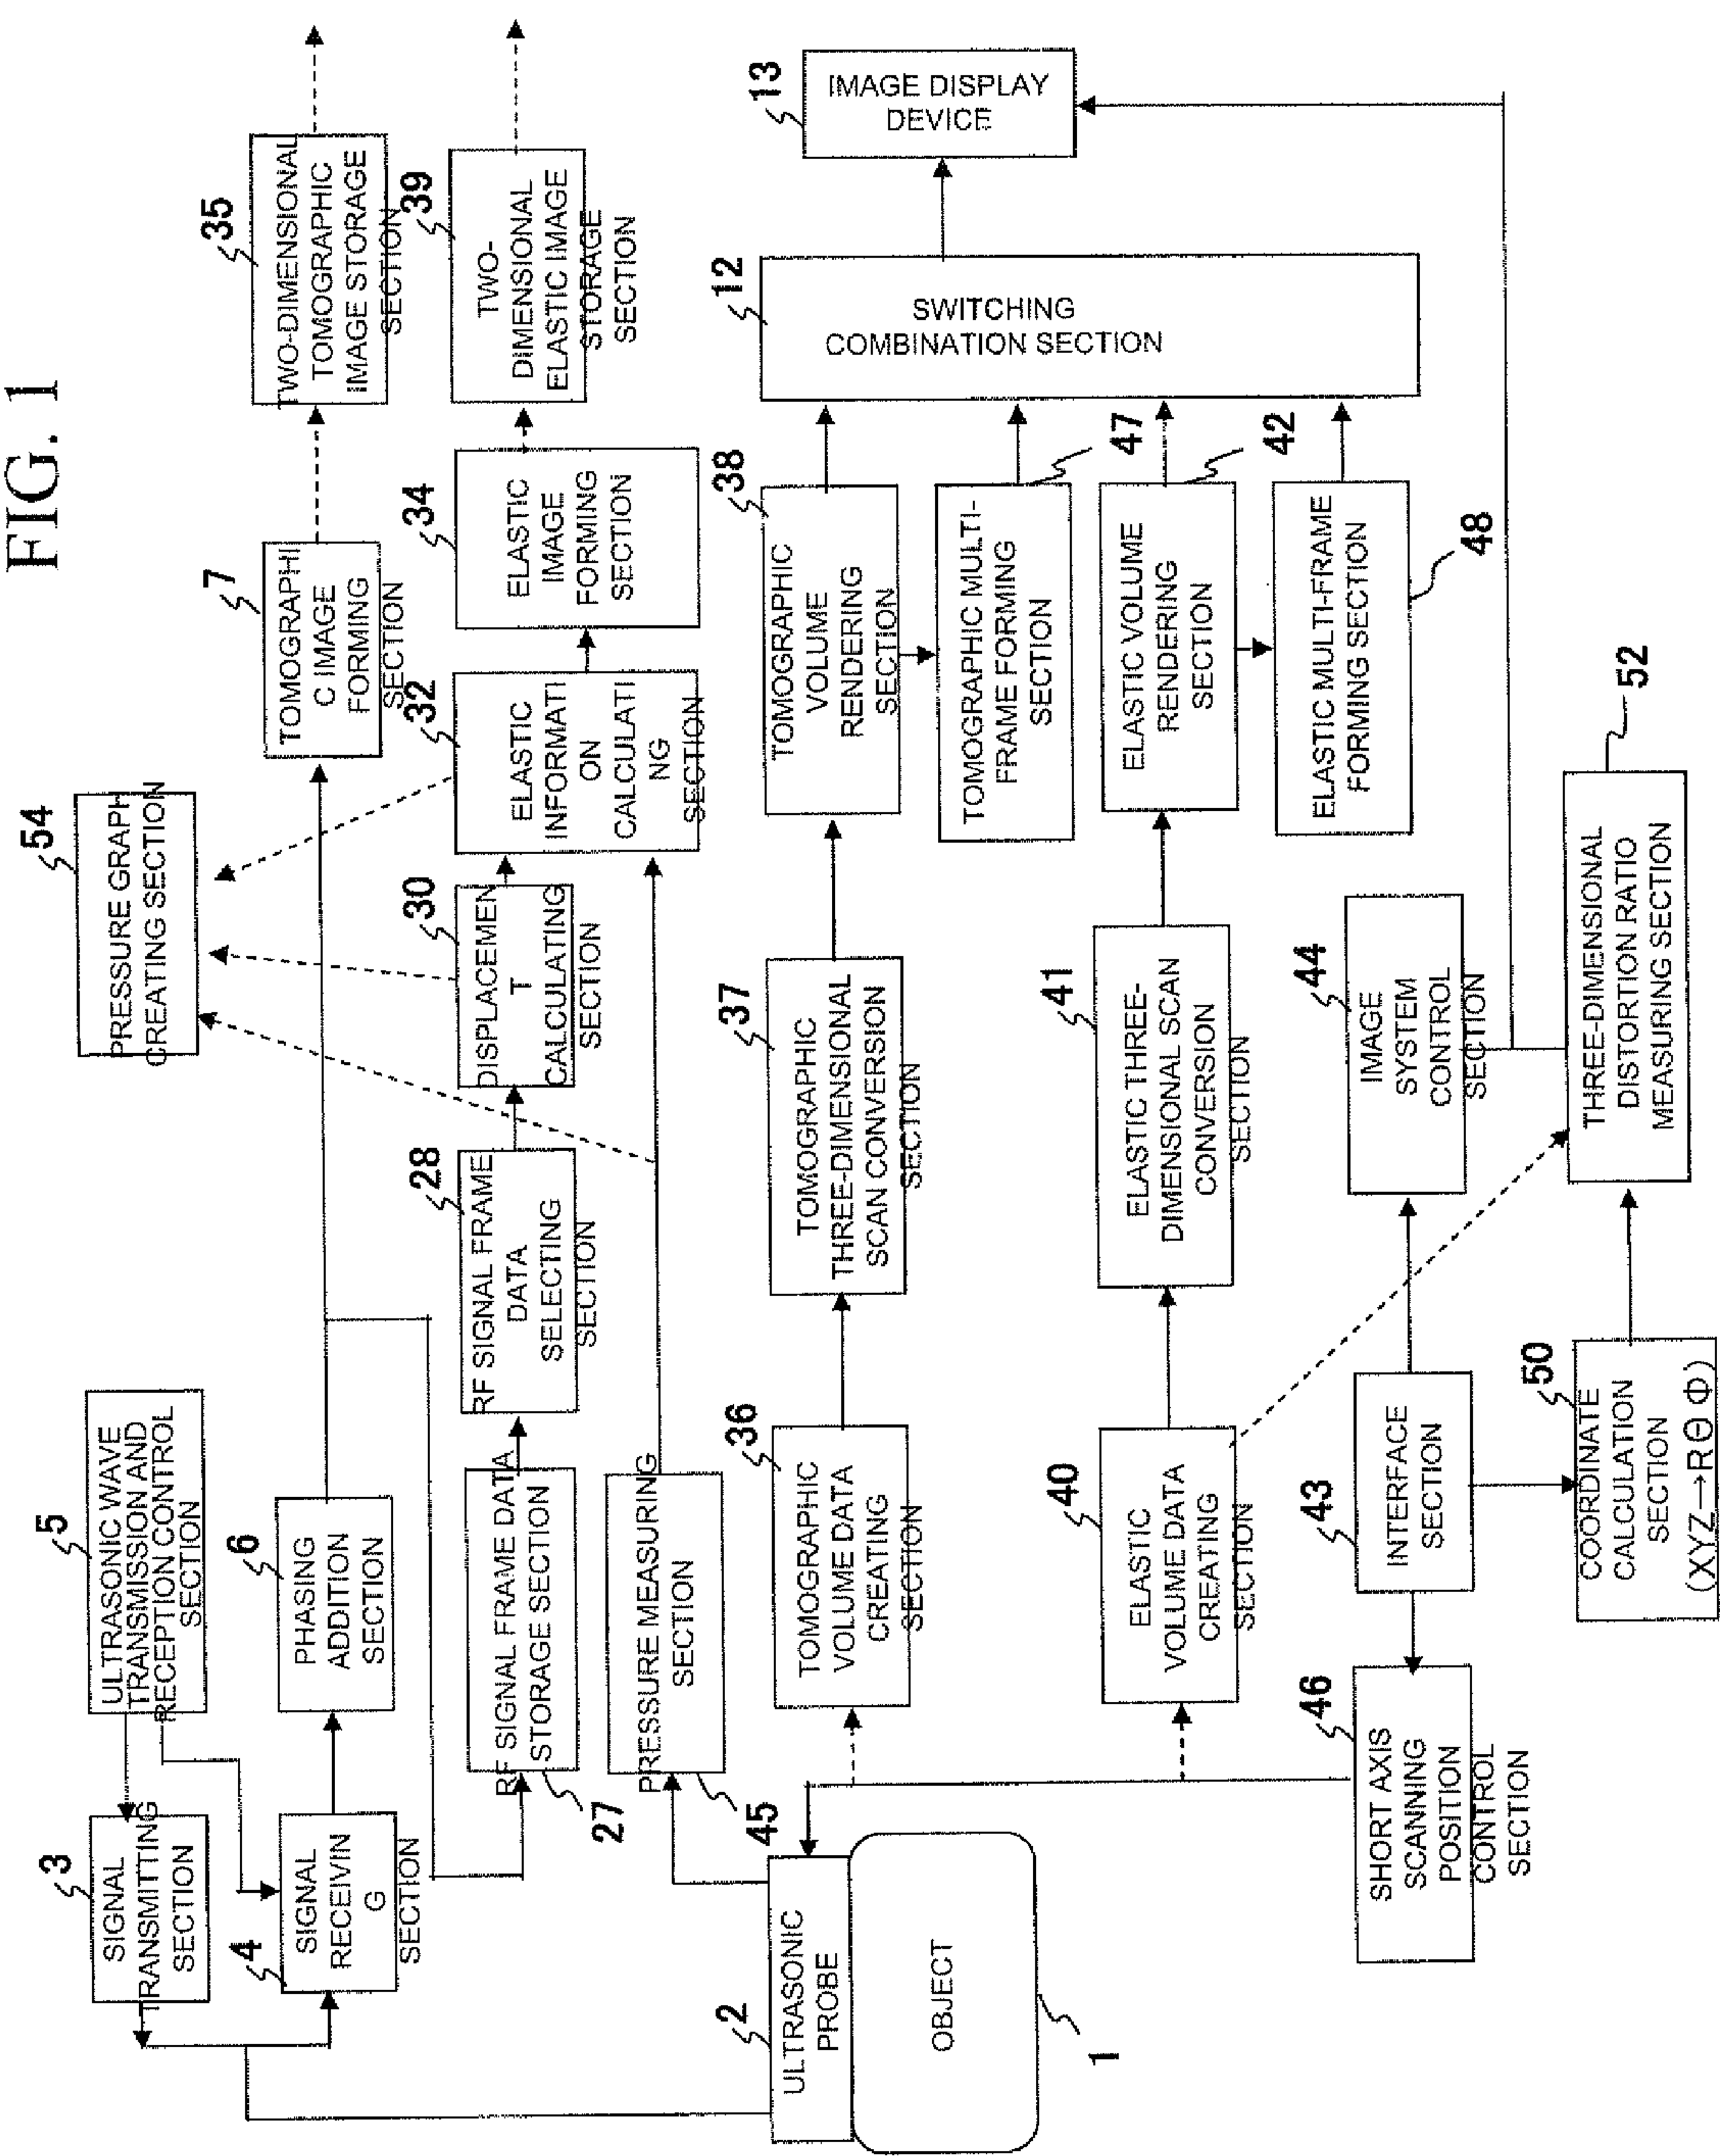 FIG. 1
5
ULTRASONIC WAVE
TRANSMISSION AND
RECEPTION CONTROL
SECTION
54
PRESSURE GRAPH
CREATING SECTION
3
SIGNAL
TRANSMITTING
SECTION
4
SIGNAL
RECEIVIN
G
SECTION
6
PHASING
ADDITION
SECTION
7
TOMOGRAPHI
C IMAGE
FORMING
SECTION
35
TWO-DIMENSIONAL
TOMOGRAPHIC
IMAGE STORAGE
SECTION
27
RF SIGNAL FRAME DATA
STORAGE SECTION
28
RF SIGNAL FRAME
DATA
SELECTING
SECTION
30
DISPLACEMEN
T
CALCULATING
SECTION
32
ELASTIC
INFORMATI
ON
CALCULATI
NG
SECTION
34
ELASTIC
IMAGE
FORMING
SECTION
39
TWO-
DIMENSIONAL
ELASTIC IMAGE
STORAGE
SECTION
45
PRESSURE MEASURING
SECTION
2
ULTRASONIC
PROBE
OBJECT
1
36
TOMOGRAPHIC
VOLUME DATA
CREATING
SECTION
37
TOMOGRAPHIC
THREE-DIMENSIONAL
SCAN CONVERSION
SECTION
38
TOMOGRAPHIC
VOLUME
RENDERING
SECTION
47
TOMOGRAPHIC MULTI-
FRAME FORMING
SECTION
12
SWITCHING
COMBINATION SECTION
13
IMAGE DISPLAY
DEVICE
40
ELASTIC
VOLUME DATA
CREATING
SECTION
41
ELASTIC THREE-
DIMENSIONAL SCAN
CONVERSION
SECTION
42
ELASTIC VOLUME
RENDERING
SECTION
48
ELASTIC MULTI-FRAME
FORMING SECTION
46
SHORT AXIS
SCANNING
POSITION
CONTROL
SECTION
43
INTERFACE
SECTION
44
IMAGE
SYSTEM
CONTROL
SECTION
50
COORDINATE
CALCULATION
SECTION
(XYZ→RΘΦ)
52
THREE-DIMENSIONAL
DISTORTION RATIO
MEASURING SECTION